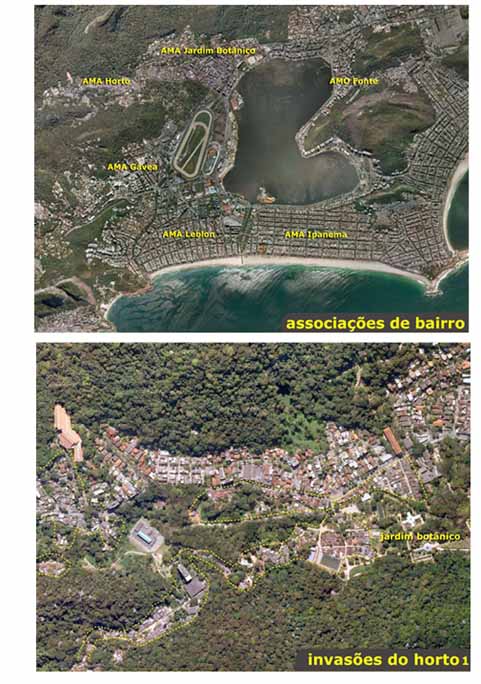 AMA Jardim Botânico
AMA Horto
AMO Fonte
AMA Gávea
AMA Leblon
AMA Ipanema
associações de bairro
jardim botânico
invasões do horto 1